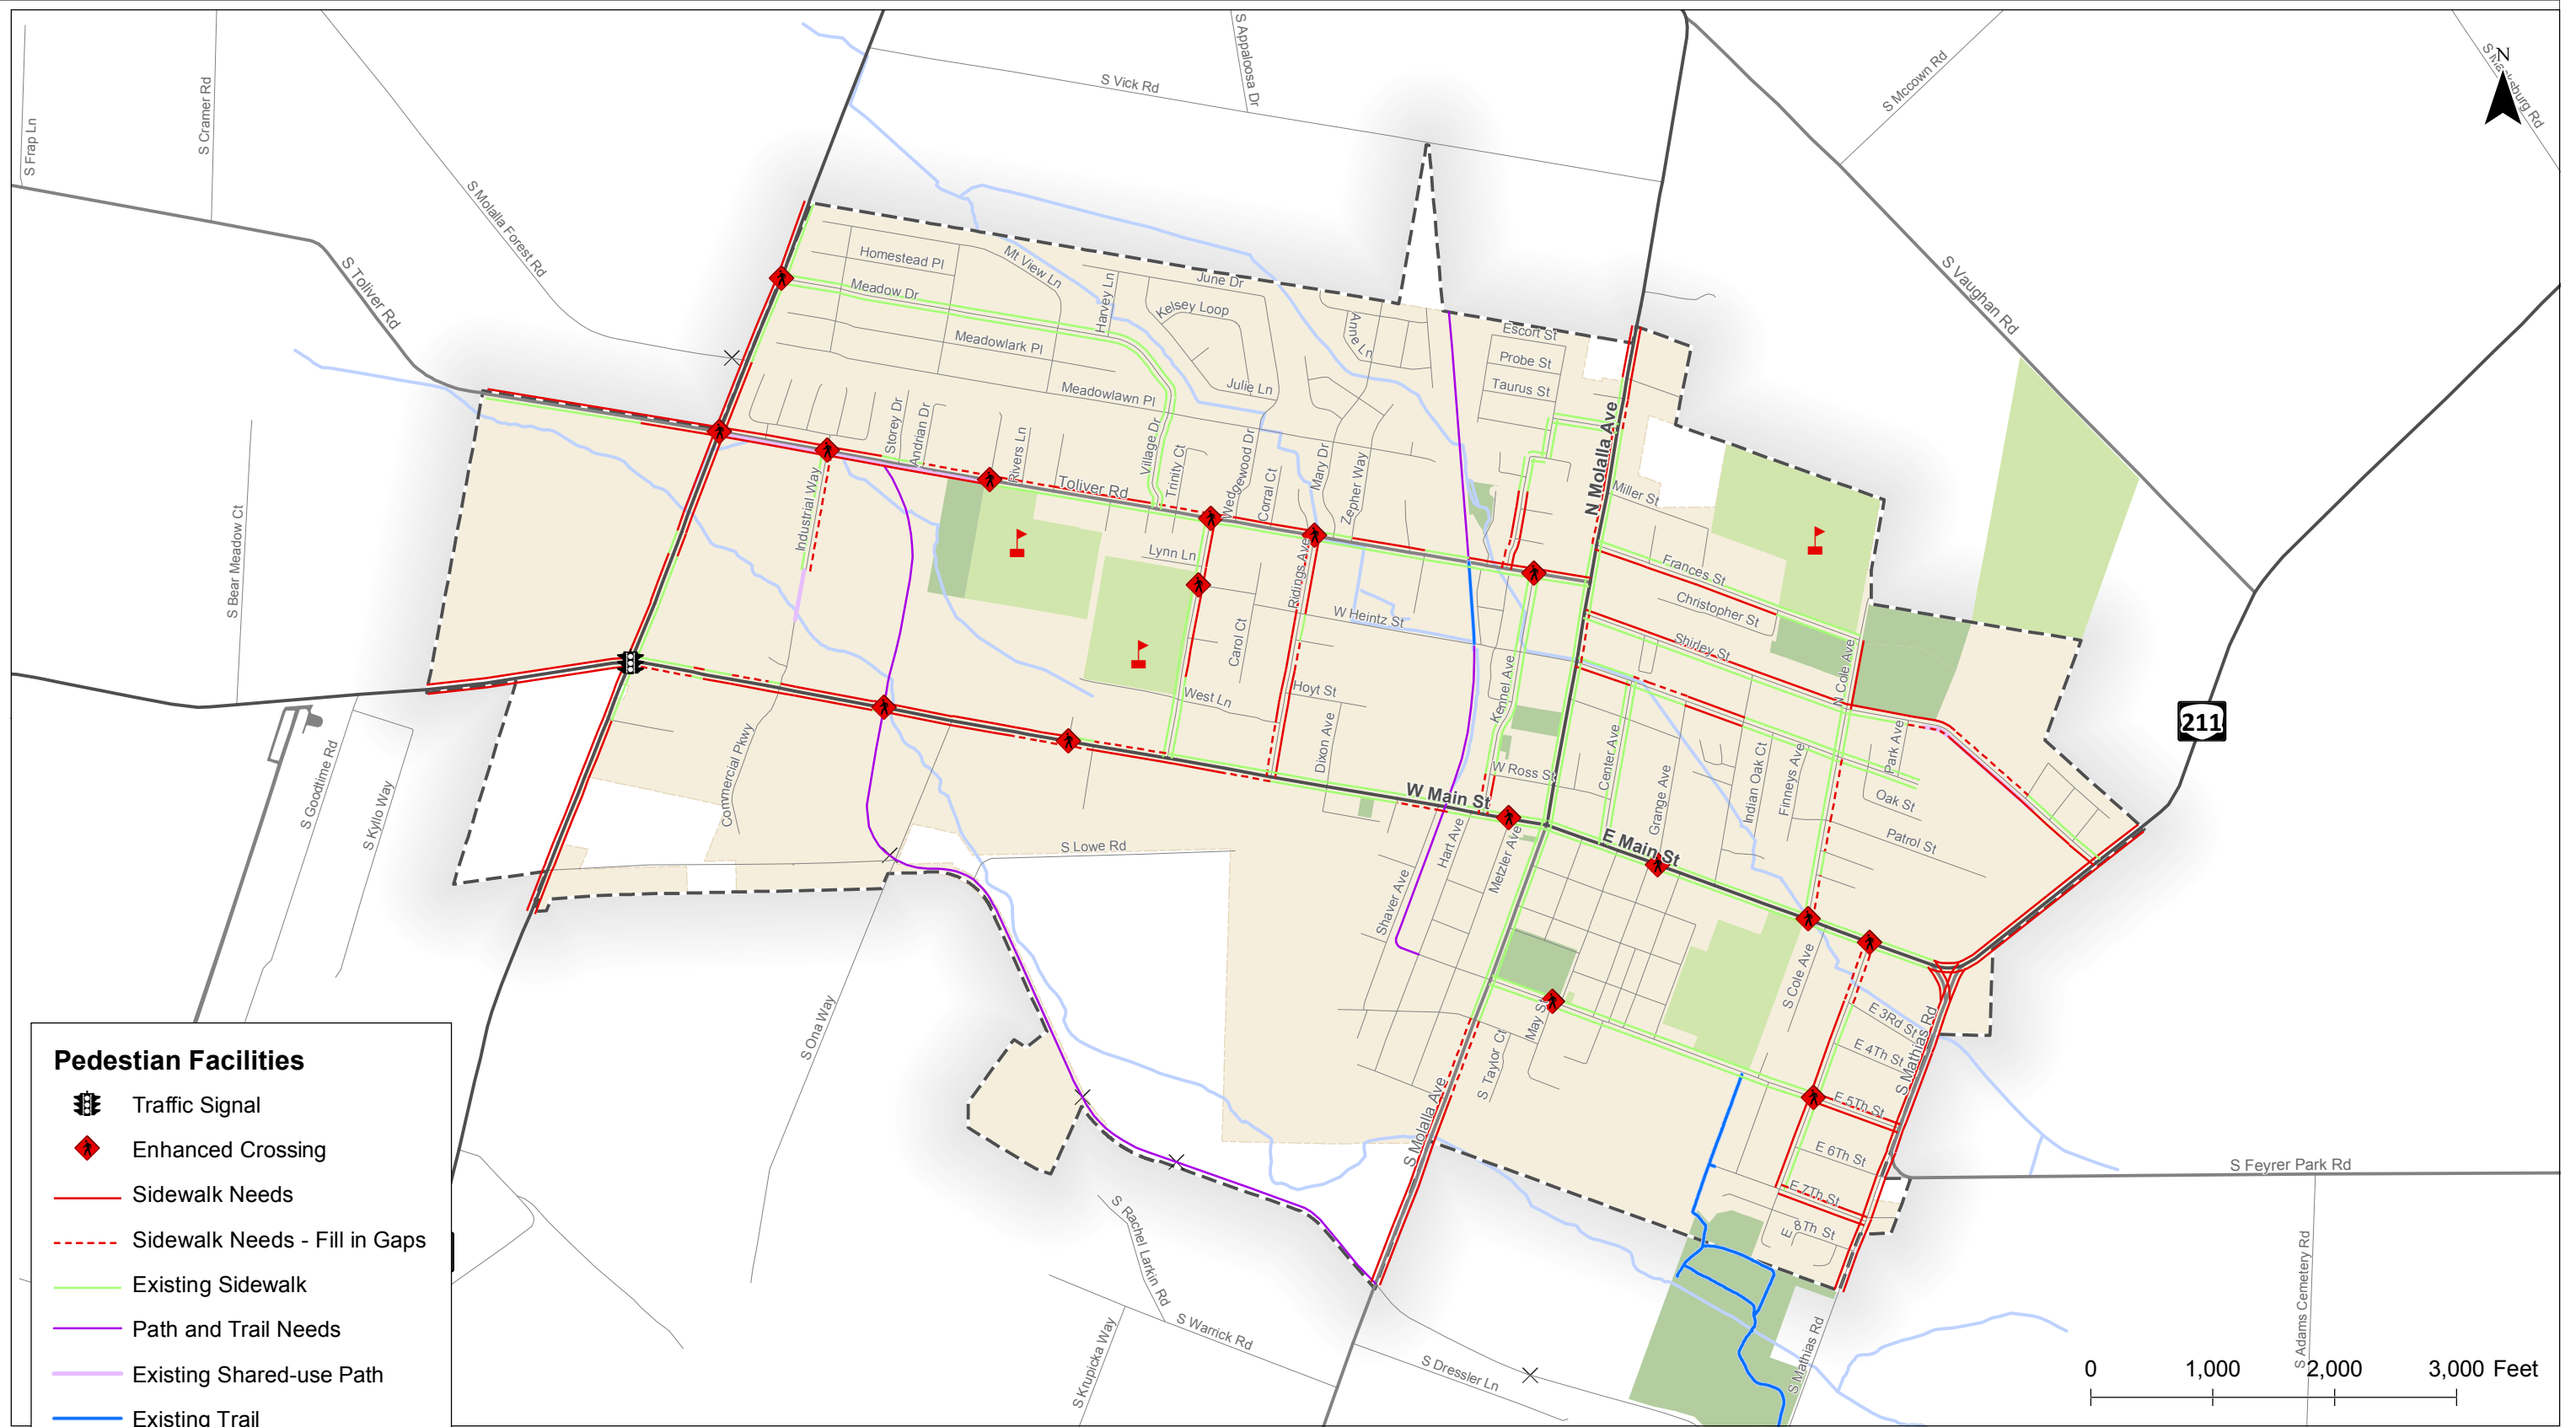 S Frap Ln
S Cramer Rd
S Molalla Forest Rd
S Toliver Rd
S Vick Rd
S Appaloosa Dr
S Mccown Rd
S Marksburg Rd
N
S Vaughan Rd
Homestead Pl
Mt View Ln
Meadow Dr
Harvey Ln
June Dr
Kelsey Loop
Meadowlark Pl
Anne Ln
Escort St
Probe St
Taurus St
Julie Ln
Meadowlawn Pl
Storey Dr
Andrian Dr
Rivers Ln
Village Dr
Trinity Ct
Wedgewood Dr
Corral Ct
Mary Dr
Zepher Way
N Molalla Ave
Toliver Rd
Miller St
Industrial Way
Lynn Ln
Ridings Ave
Frances St
Christopher St
W Heintz St
Shirley St
S Bear Meadow Ct
Carol Ct
N Cole Ave
Kennel Ave
West Ln
Hoyt St
211
Dixon Ave
Center Ave
Park Ave
S Goodtime Rd
S Kyllo Way
Commercial Pkwy
W Ross St
Grange Ave
Indian Oak Ct
Finneys Ave
Oak St
W Main St
E Main St
Patrol St
S Lowe Rd
Hart Ave
Metzler Ave
Shaver Ave
S Cole Ave
S Ona Way
May St
S Taylor Ct
E 3Rd St
E 4Th St
S Mathias Rd
S Molalla Ave
E 5Th St
E 6Th St
S Feyrer Park Rd
E 7Th St
E 8Th St
S Rachel Larkin Rd
S Warrick Rd
S Krupicka Way
S Dressler Ln
S Mathias Rd
S Adams Cemetery Rd
Pedestian Facilities
Traffic Signal
Enhanced Crossing
Sidewalk Needs
Sidewalk Needs - Fill in Gaps
Existing Sidewalk
Path and Trail Needs
Existing Shared-use Path
Existing Trail
0 1,000 2,000 3,000 Feet